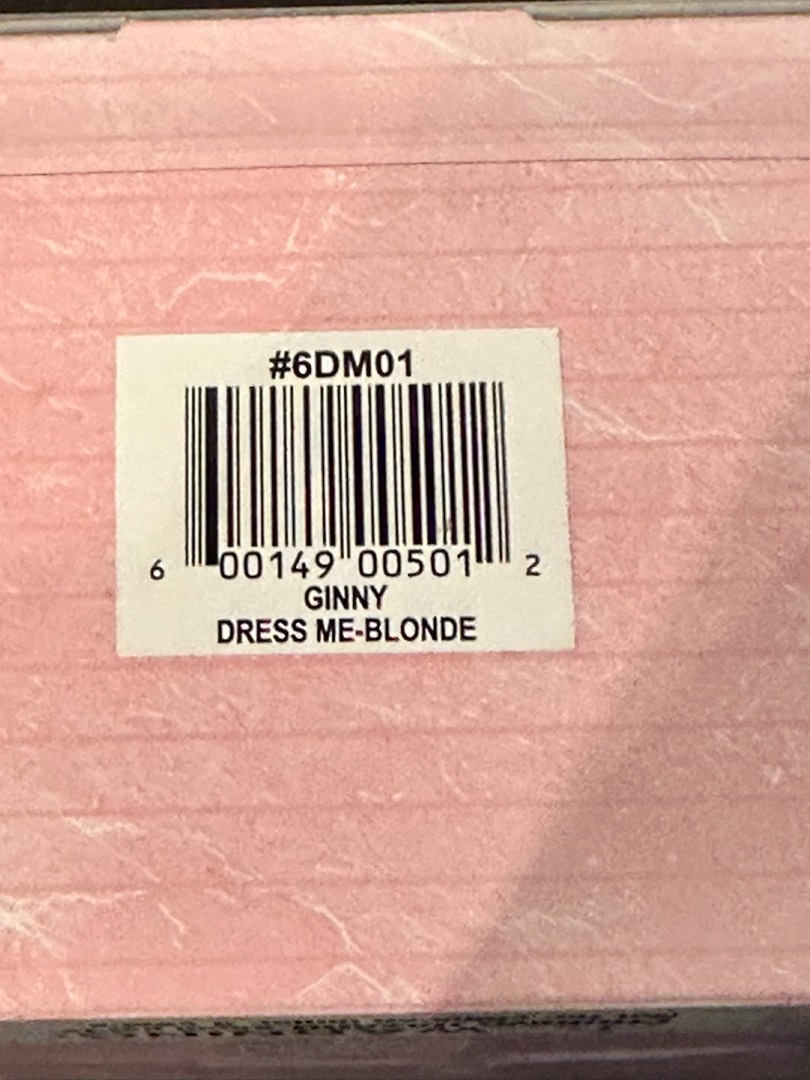 #6DM01
6 00149 00501 2
GINNY
DRESS ME-BLONDE